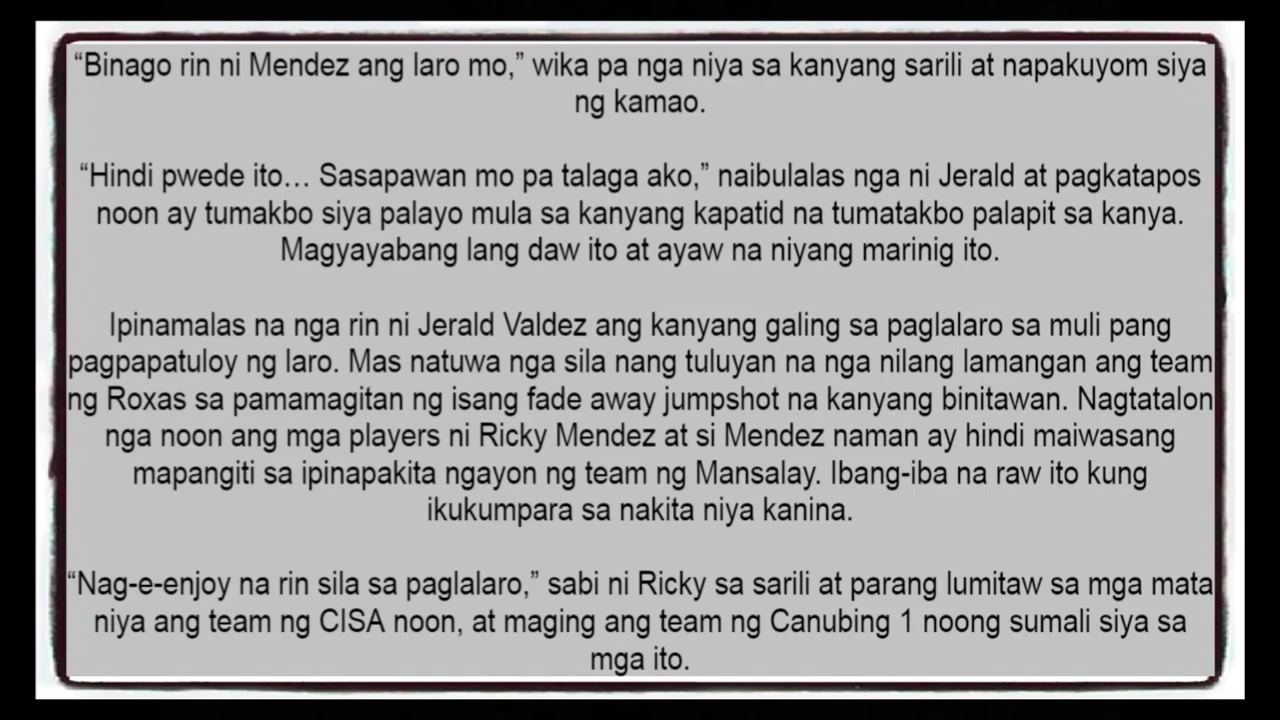 “Binago rin ni Mendez ang laro mo,” wika pa nga niya sa kanyang sarili at napakuyom siya
ng kamao.
“Hindi pwede ito… Sasapawan mo pa talaga ako,” naibulalas nga ni Jerald at pagkatapos
noon ay tumakbo siya palayo mula sa kanyang kapatid na tumatakbo palapit sa kanya.
Magyayabang lang daw ito at ayaw na niyang marinig ito.
Ipinamalas na nga rin ni Jerald Valdez ang kanyang galing sa paglalaro sa muli pang
pagpapatuloy ng laro. Mas natuwa nga sila nang tuluyan na nga nilang lamangan ang team
ng Roxas sa pamamagitan ng isang fade away jumpshot na kanyang binitawan. Nagtatalon
nga noon ang mga players ni Ricky Mendez at si Mendez naman ay hindi maiwasang
mapangiti sa ipinapakita ngayon ng team ng Mansalay. Ibang-iba na raw ito kung
ikukumpara sa nakita niya kanina.
“Nag-e-enjoy na rin sila sa paglalaro,” sabi ni Ricky sa sarili at parang lumitaw sa mga mata
niya ang team ng CISA noon, at maging ang team ng Canubing 1 noong sumali siya sa
mga ito.